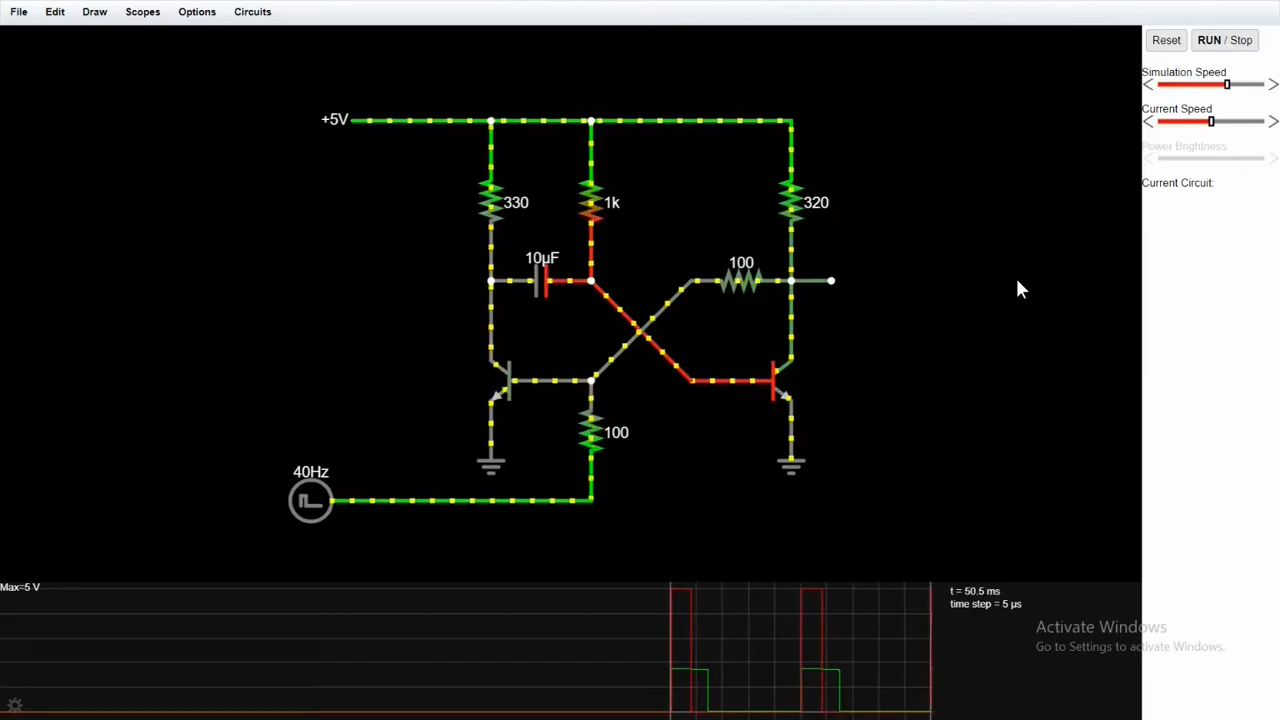 File Edit Draw Scopes Options Circuits
Reset RUN / Stop
Simulation Speed
Current Speed
Power Brightness
Current Circuit:
+5V
330
1k
320
10µF
100
100
40Hz
Max=5 V
t = 50.5 ms
time step = 5 µs
Activate Windows
Go to Settings to activate Windows.